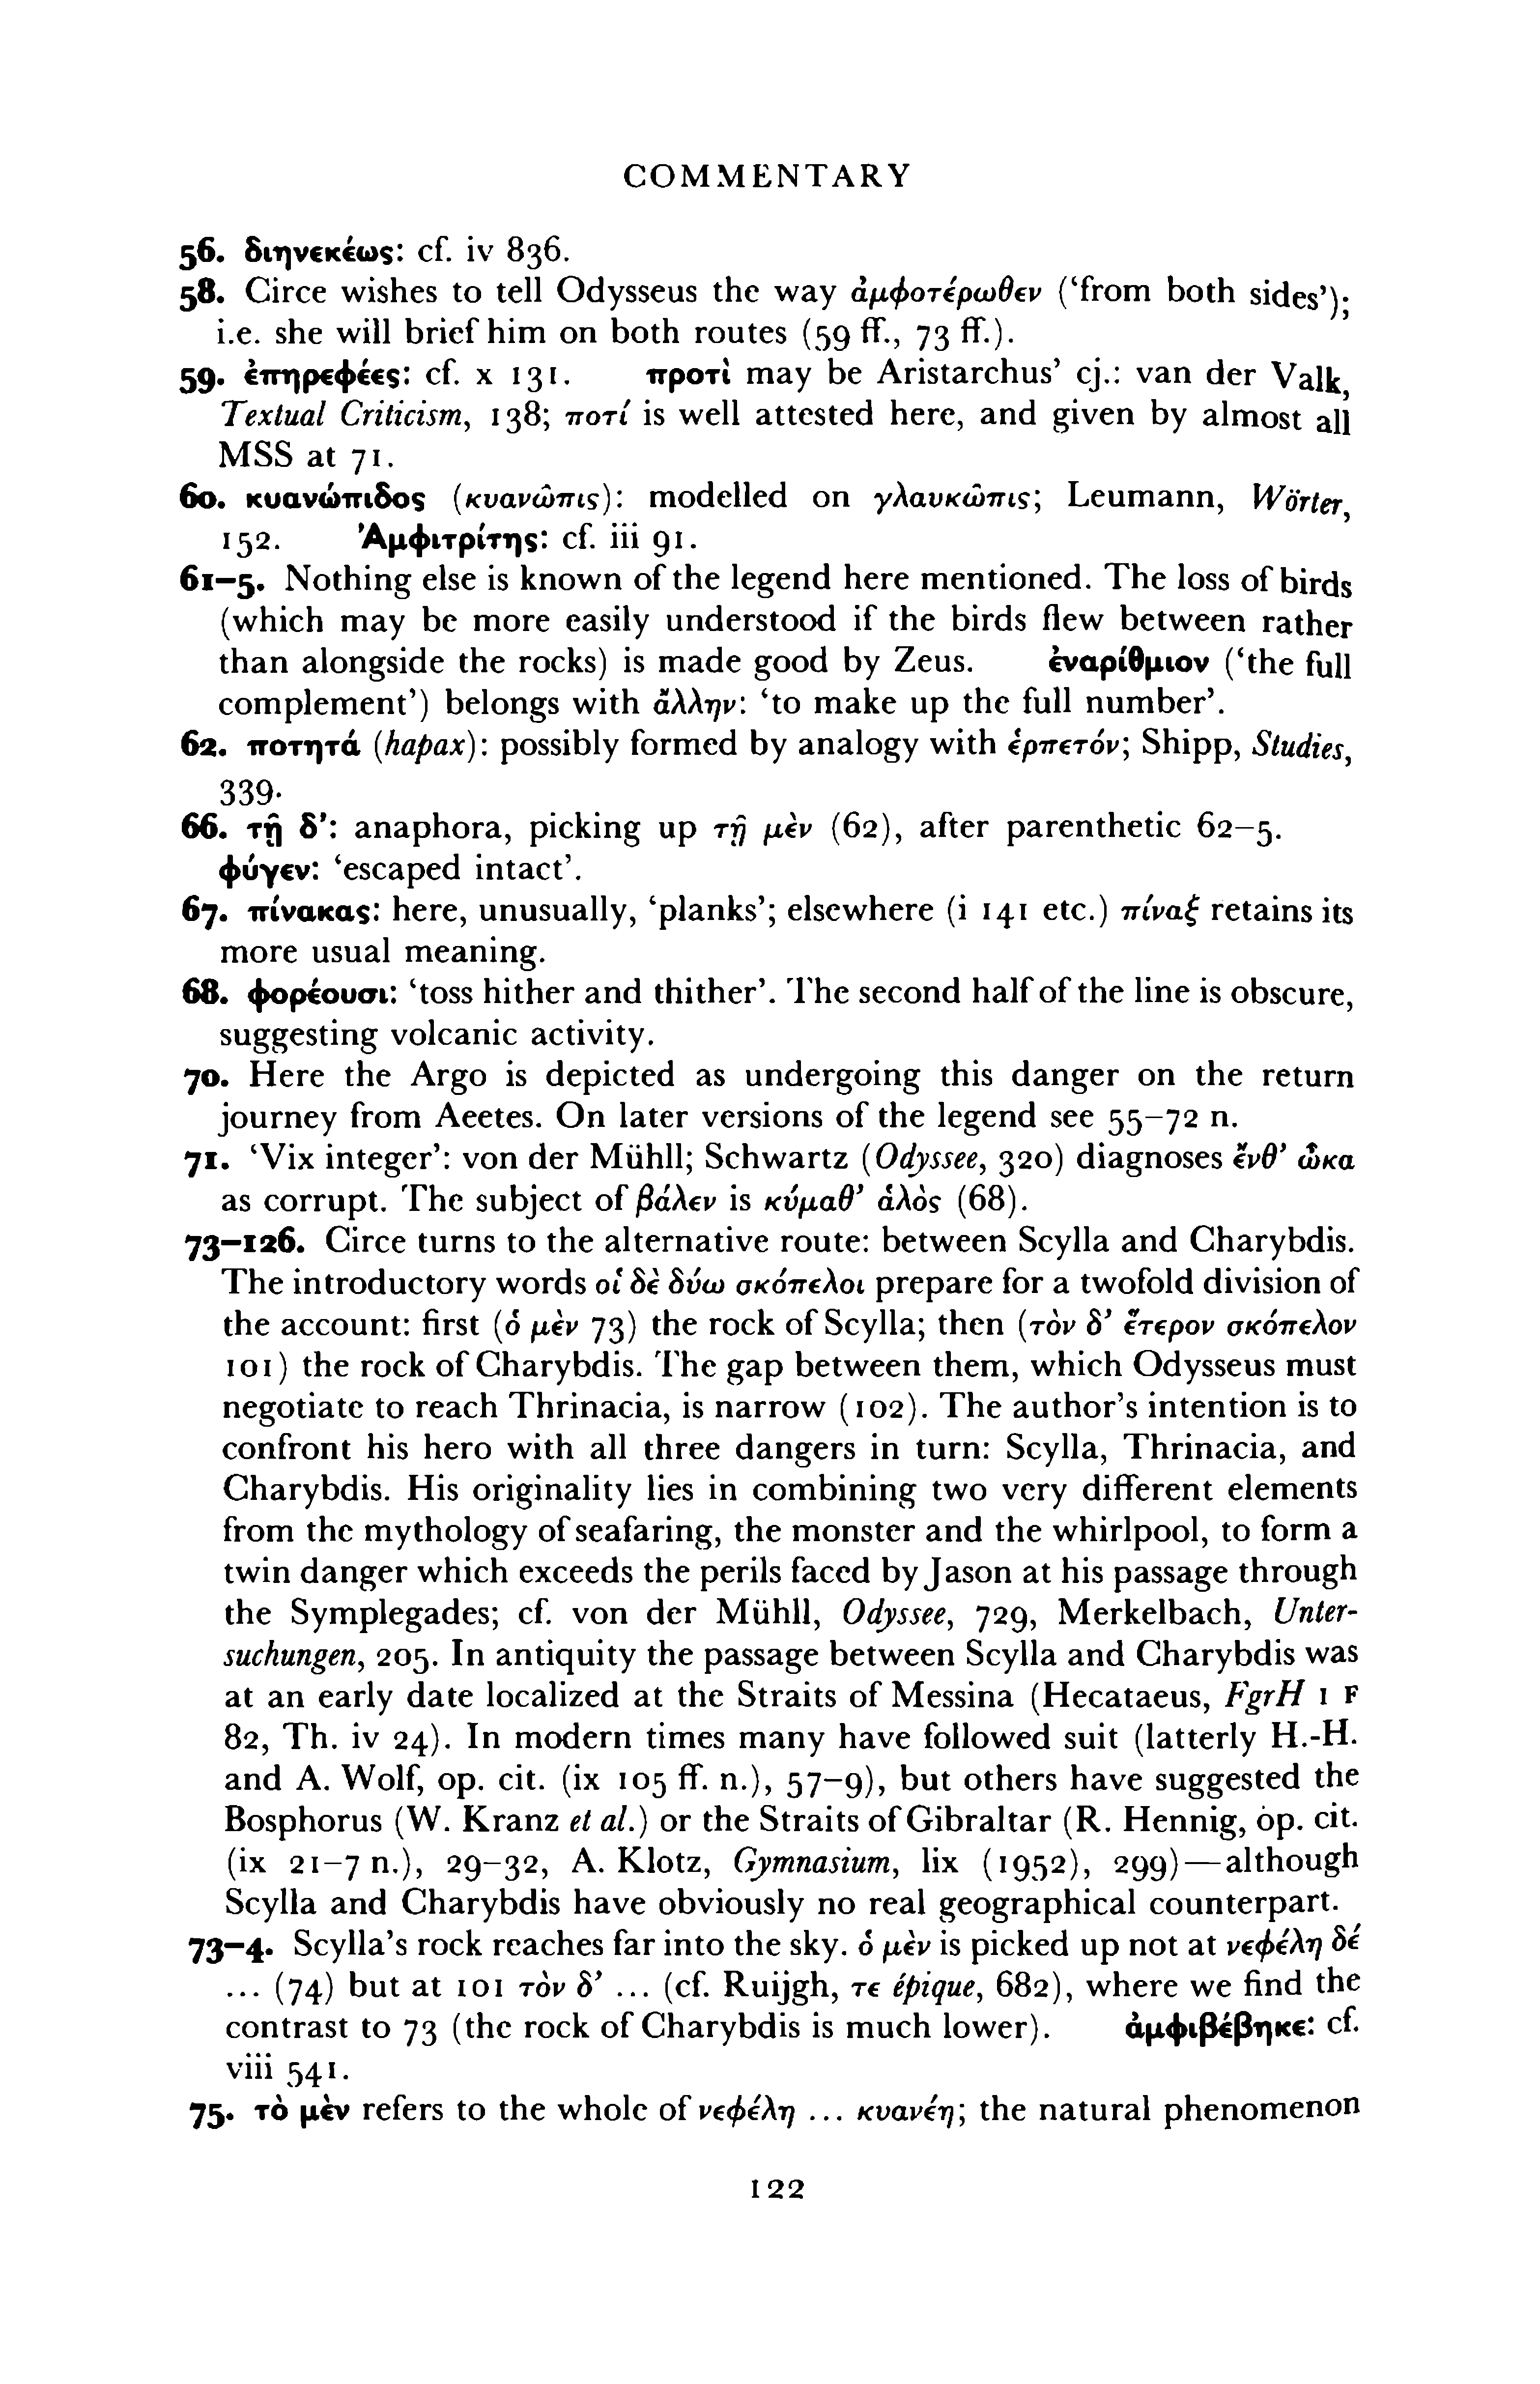 COMMENTARY
56. διηνεκέως: cf. iv 836.
58. Circe wishes to tell Odysseus the way ἀμφοτέρωθεν (‘from both sides’);
i.e. she will brief him on both routes (59 ff., 73 ff.).
59. ἐπηρεφέες: cf. x 131. προτὶ may be Aristarchus’ cj.: van der Valk,
Textual Criticism, 138; ποτί is well attested here, and given by almost all
MSS at 71.
60. κυανώπιδος (κυανῶπις): modelled on γλαυκῶπις; Leumann, Wörter,
152. Ἀμφιτρίτης: cf. iii 91.
61–5. Nothing else is known of the legend here mentioned. The loss of birds
(which may be more easily understood if the birds flew between rather
than alongside the rocks) is made good by Zeus. ἐναρίθμιον (‘the full
complement’) belongs with ἄλλην: ‘to make up the full number’.
62. ποτητά (hapax): possibly formed by analogy with ἑρπετόν; Shipp, Studies,
339.
66. τῇ δ’: anaphora, picking up τῇ μὲν (62), after parenthetic 62–5.
φύγεν: ‘escaped intact’.
67. πίνακας: here, unusually, ‘planks’; elsewhere (i 141 etc.) πίναξ retains its
more usual meaning.
68. φορέουσι: ‘toss hither and thither’. The second half of the line is obscure,
suggesting volcanic activity.
70. Here the Argo is depicted as undergoing this danger on the return
journey from Aeetes. On later versions of the legend see 55–72 n.
71. ‘Vix integer’: von der Mühll; Schwartz (Odyssee, 320) diagnoses ἔνθ’ ὦκα
as corrupt. The subject of βάλεν is κύμαθ’ ἁλὸς (68).
73–126. Circe turns to the alternative route: between Scylla and Charybdis.
The introductory words οἱ δὲ δύω σκόπελοι prepare for a twofold division of
the account: first (ὁ μὲν 73) the rock of Scylla; then (τὸν δ’ ἕτερον σκόπελον
101) the rock of Charybdis. The gap between them, which Odysseus must
negotiate to reach Thrinacia, is narrow (102). The author’s intention is to
confront his hero with all three dangers in turn: Scylla, Thrinacia, and
Charybdis. His originality lies in combining two very different elements
from the mythology of seafaring, the monster and the whirlpool, to form a
twin danger which exceeds the perils faced by Jason at his passage through
the Symplegades; cf. von der Mühll, Odyssee, 729, Merkelbach, Unter-
suchungen, 205. In antiquity the passage between Scylla and Charybdis was
at an early date localized at the Straits of Messina (Hecataeus, FgrH 1 F
82, Th. iv 24). In modern times many have followed suit (latterly H.-H.
and A. Wolf, op. cit. (ix 105 ff. n.), 57–9), but others have suggested the
Bosphorus (W. Kranz et al.) or the Straits of Gibraltar (R. Hennig, op. cit.
(ix 21–7 n.), 29–32, A. Klotz, Gymnasium, lix (1952), 299)—although
Scylla and Charybdis have obviously no real geographical counterpart.
73–4. Scylla’s rock reaches far into the sky. ὁ μὲν is picked up not at νεφέλη δέ
... (74) but at 101 τὸν δ’ ... (cf. Ruijgh, τε épique, 682), where we find the
contrast to 73 (the rock of Charybdis is much lower). ἀμφιβέβηκε: cf.
viii 541.
75. τὸ μὲν refers to the whole of νεφέλη ... κυανέη; the natural phenomenon
122